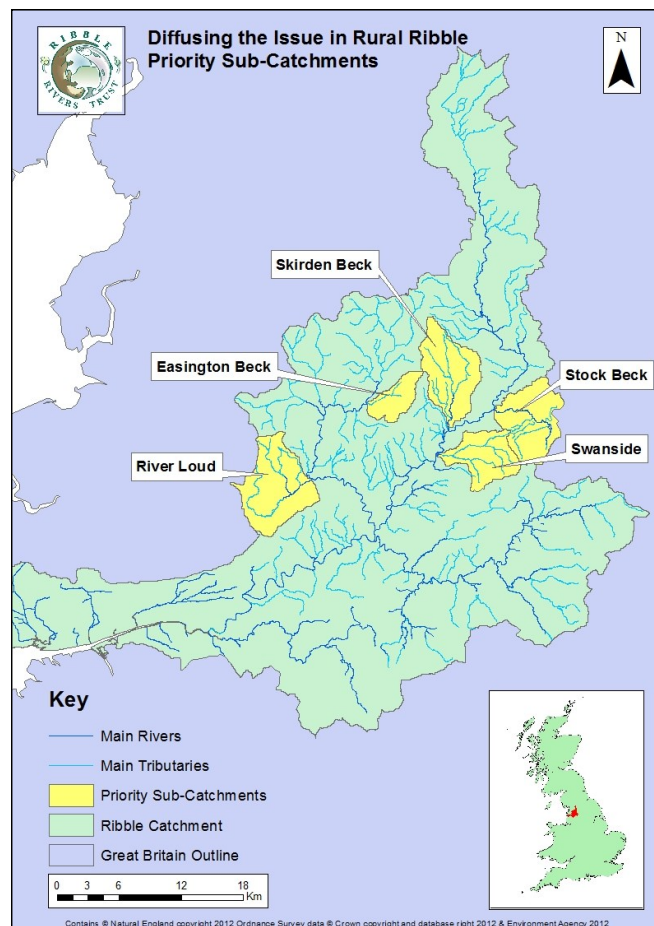 RIBBLE
RIVERS TRUST
Diffusing the Issue in Rural Ribble
Priority Sub-Catchments
N
Skirden Beck
Easington Beck
Stock Beck
River Loud
Swanside
Key
Main Rivers
Main Tributaries
Priority Sub-Catchments
Ribble Catchment
Great Britain Outline
0 3 6 12 18
Km
Contains © Natural England copyright 2012 Ordnance Survey data © Crown copyright and database right 2012 & Environment Agency 2012